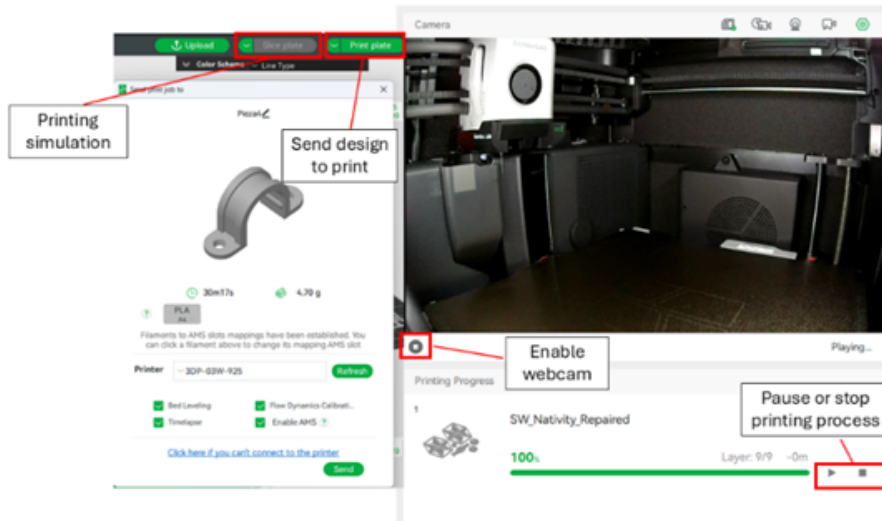 Upload
Slice plate
Print plate
Color Scheme
Line Type
Send print job to
Printing
simulation
Pieza4
Send design
to print
30m17s
4.70 g
PLA
A4
Filaments to AMS slots mappings have been established. You
can click a filament above to change its mapping AMS slot
Printer
3DP-03W-925
Refresh
Bed Leveling
Flow Dynamics Calibrati...
Timelapse
Enable AMS
Click here if you can't connect to the printer
Send
Camera
Playing...
Enable
webcam
Printing Progress
Pause or stop
printing process
1
SW_Nativity_Repaired
100%
Layer: 9/9
-0m